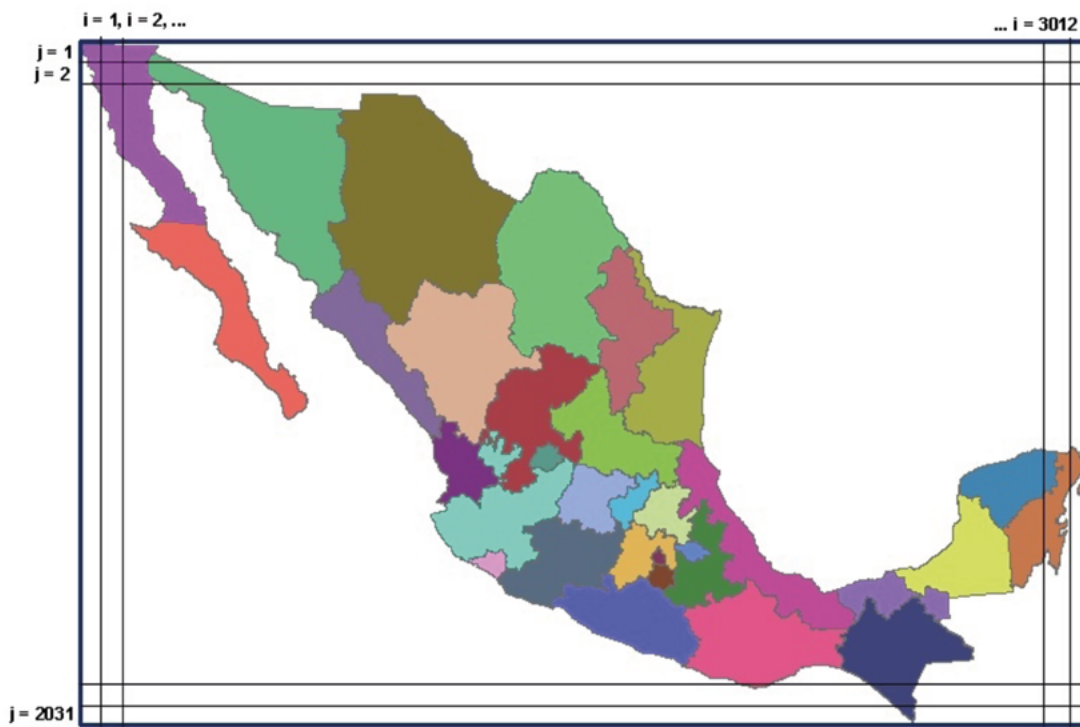 i = 1, i = 2, ...
... i = 3012
j = 1
j = 2
j = 2031